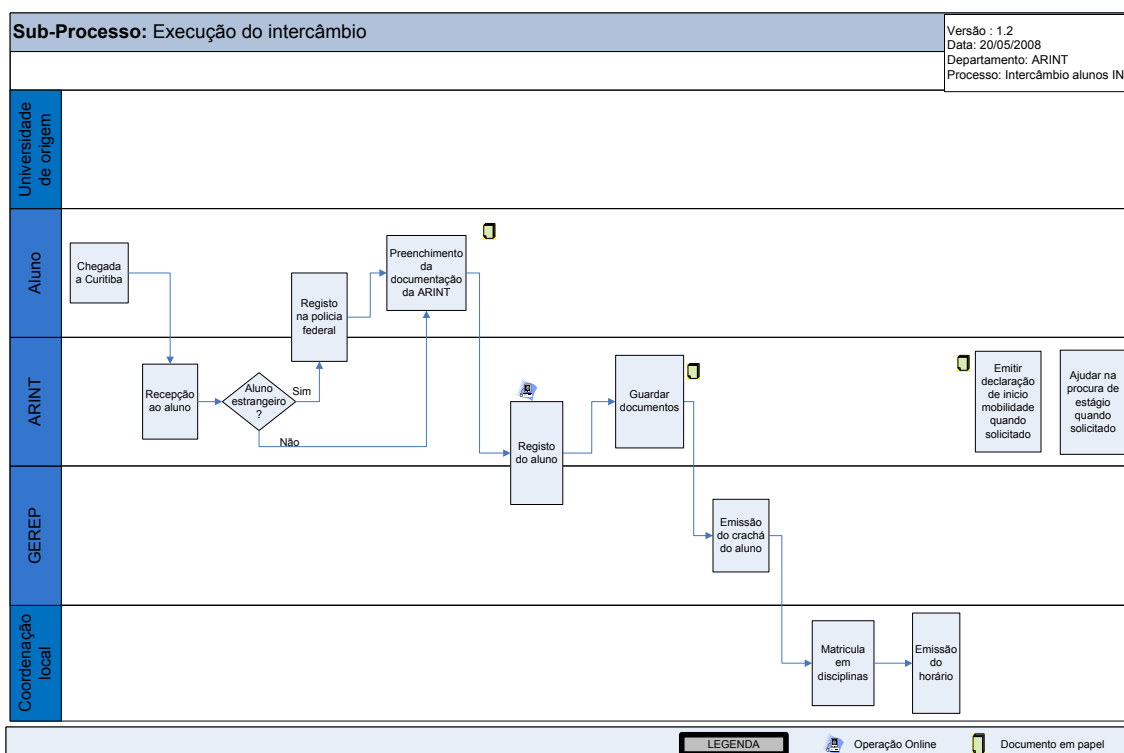 Sub-Processo: Execução do intercâmbio
Versão : 1.2
Data: 20/05/2008
Departamento: ARINT
Processo: Intercâmbio alunos IN
Universidade
de origem
Aluno
Chegada
a Curitiba
Registo
na policia
federal
Preenchimento
da
documentação
da ARINT
ARINT
Recepção
ao aluno
Aluno
estrangeiro
?
Sim
Não
Registo
do aluno
Guardar
documentos
Emitir
declaração
de inicio
mobilidade
quando
solicitado
Ajudar na
procura de
estágio
quando
solicitado
GEREP
Emissão
do crachá
do aluno
Coordenação
local
Matricula
em
disciplinas
Emissão
do
horário
LEGENDA
Operação Online
Documento em papel